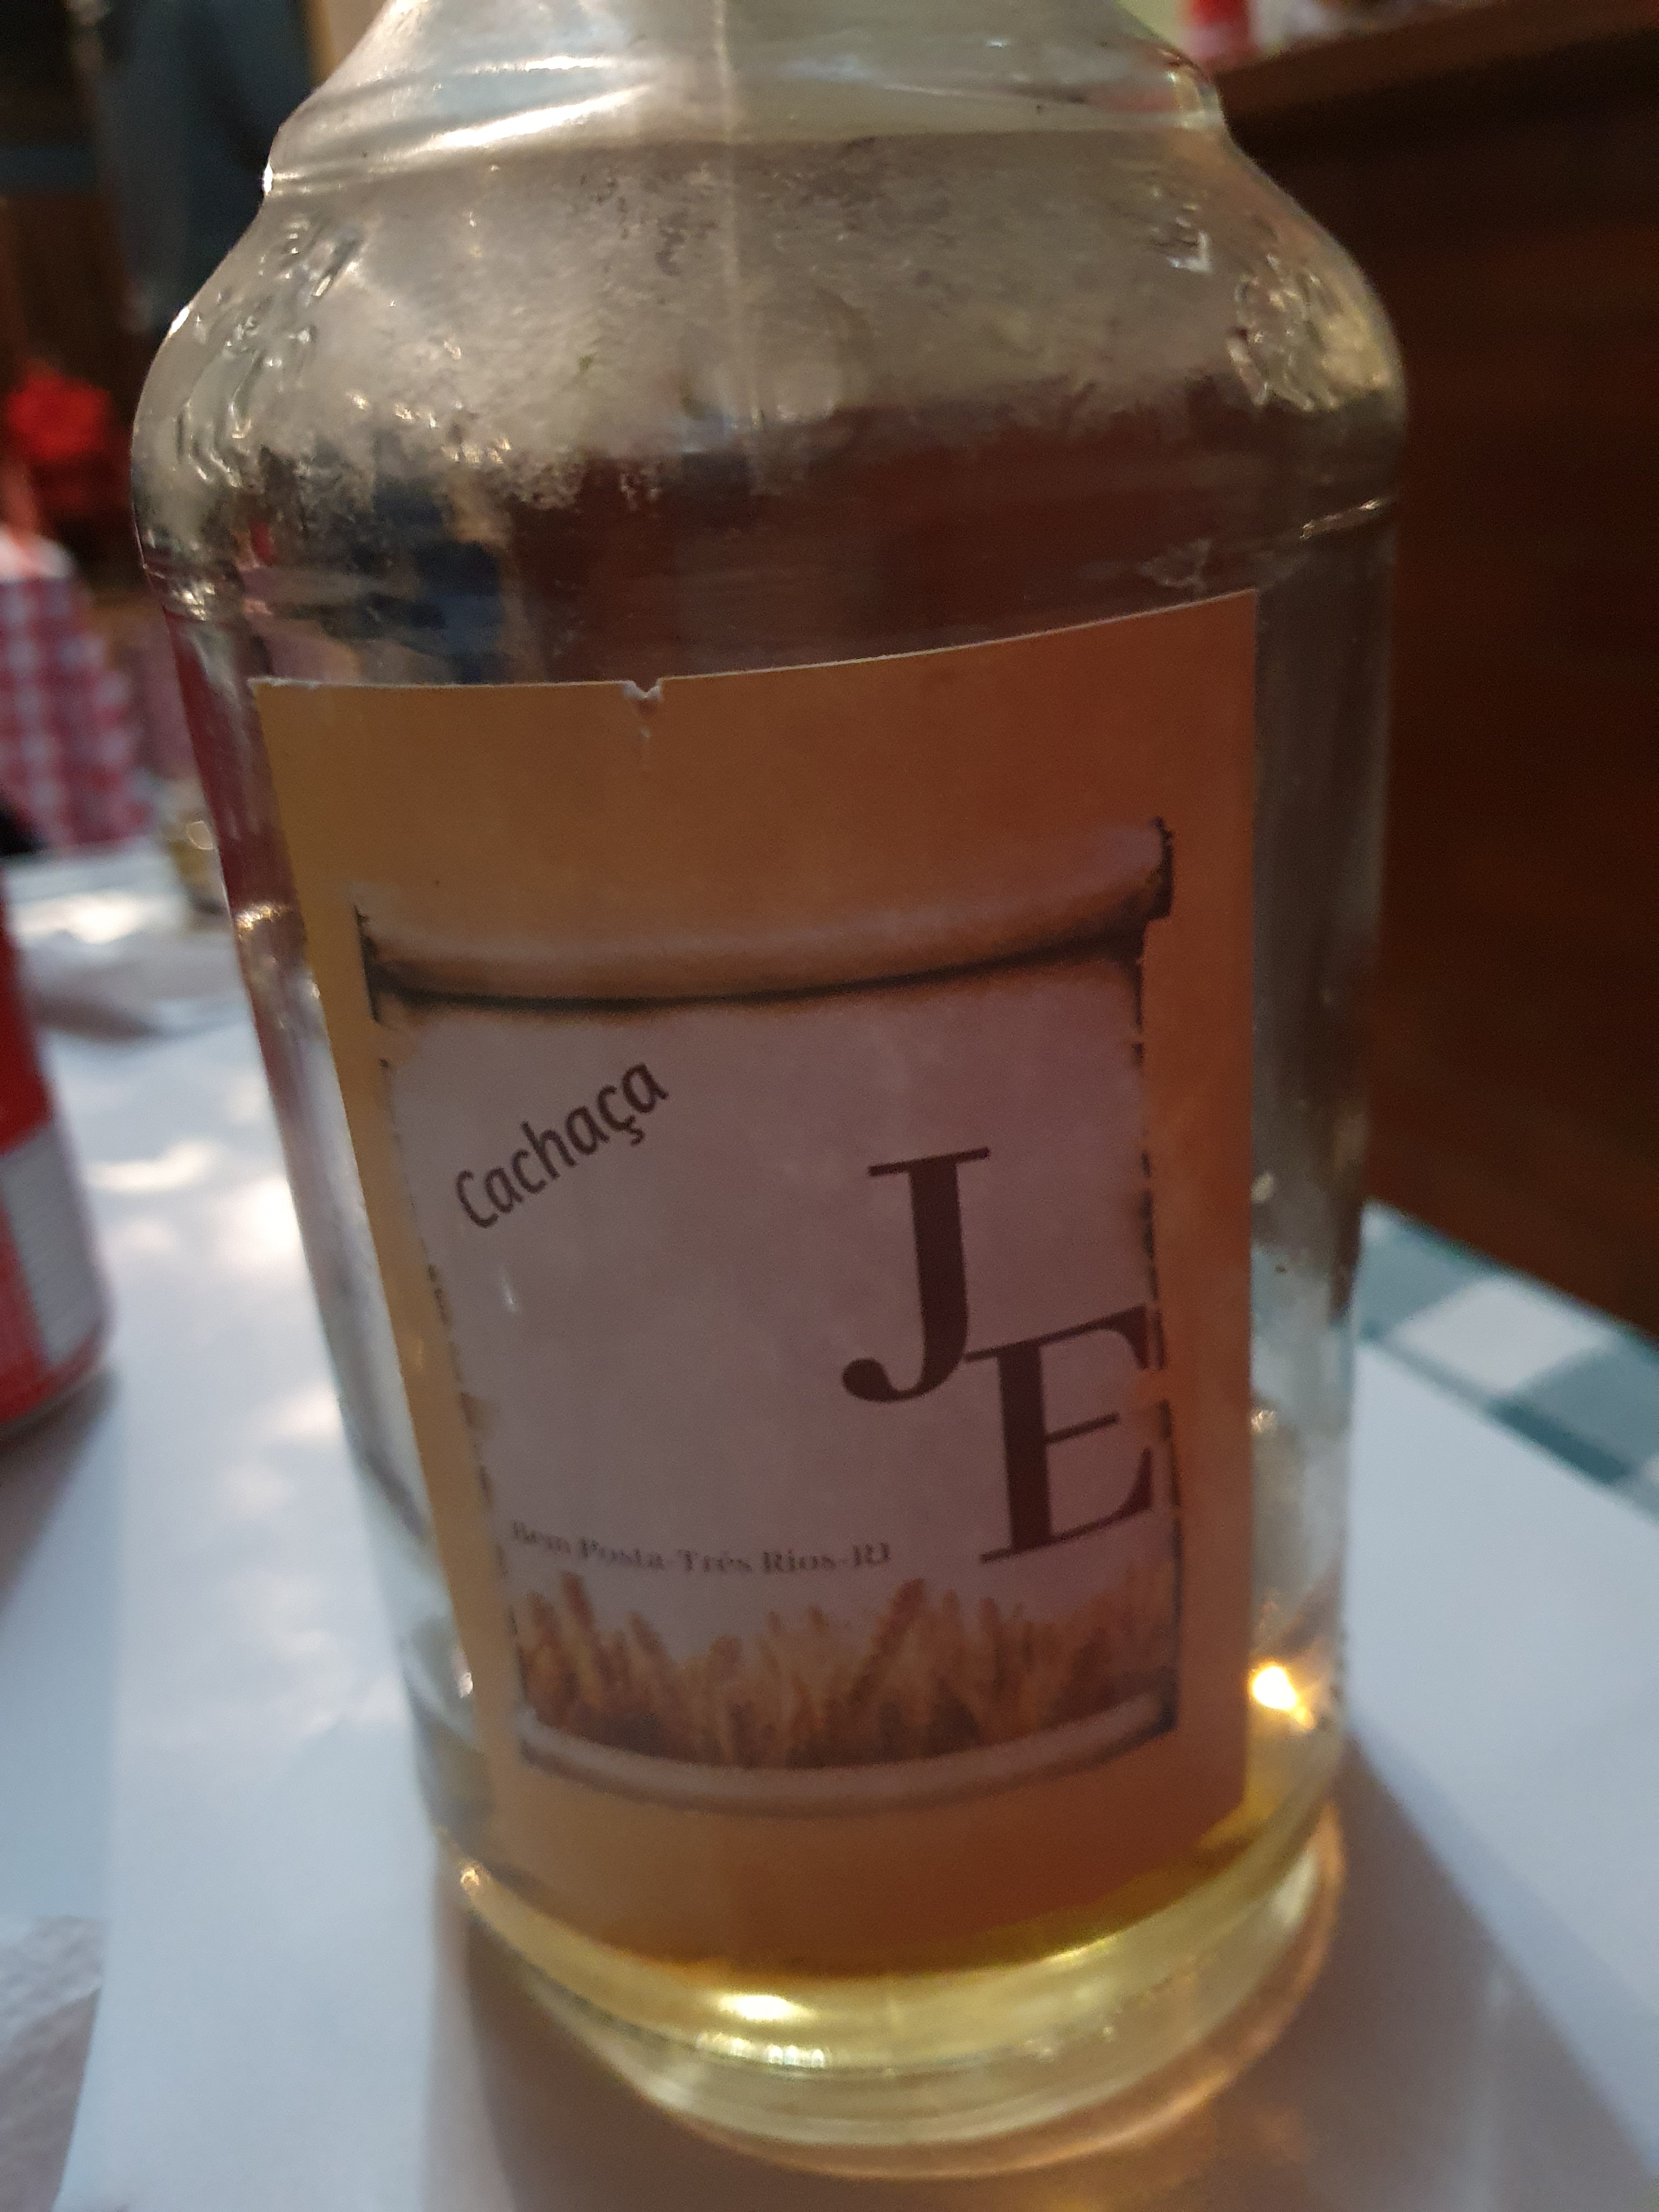 Cachaça
J
E
Bem Posta-Três Rios-RJ